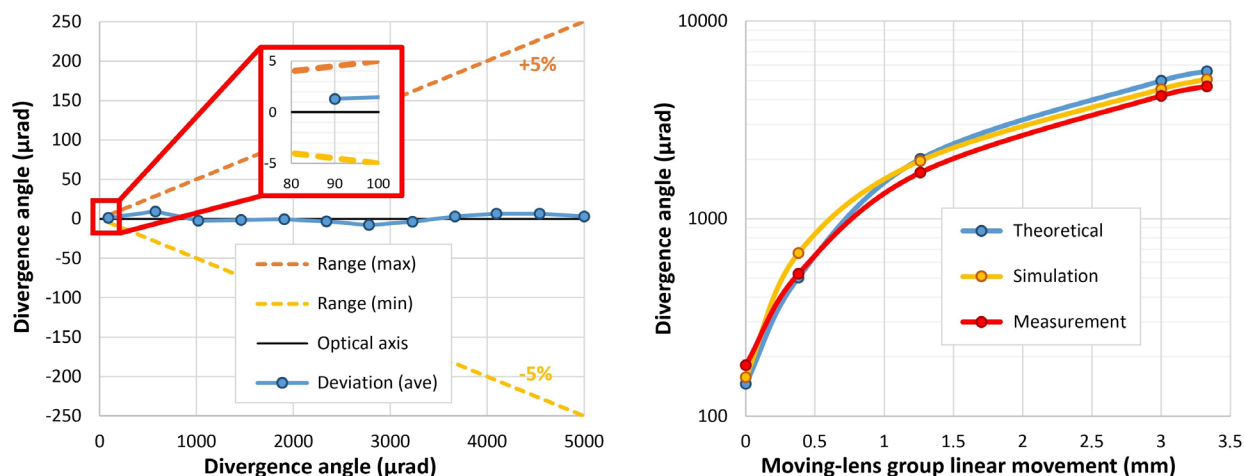 250
200
150
100
50
0
-50
-100
-150
-200
-250
Divergence angle (µrad)
0 1000 2000 3000 4000 5000
Divergence angle (µrad)
+5%
-5%
5
0
-5
80 90 100
Range (max)
Range (min)
Optical axis
Deviation (ave)
10000
1000
100
Divergence angle (µrad)
0 0.5 1 1.5 2 2.5 3 3.5
Moving-lens group linear movement (mm)
Theoretical
Simulation
Measurement